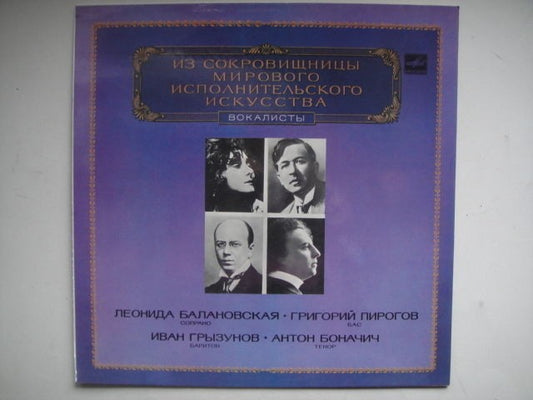 ИЗ СОКРОВИЩНИЦЫ
МИРОВОГО
ИСПОЛНИТЕЛЬСКОГО
ИСКУССТВА
ВОКАЛИСТЫ
ЛЕОНИДА БАЛАНОВСКАЯ • ГРИГОРИЙ ПИРОГОВ
СОПРАНО БАС
ИВАН ГРЫЗУНОВ • АНТОН БОНАЧИЧ
БАРИТОН ТЕНОР